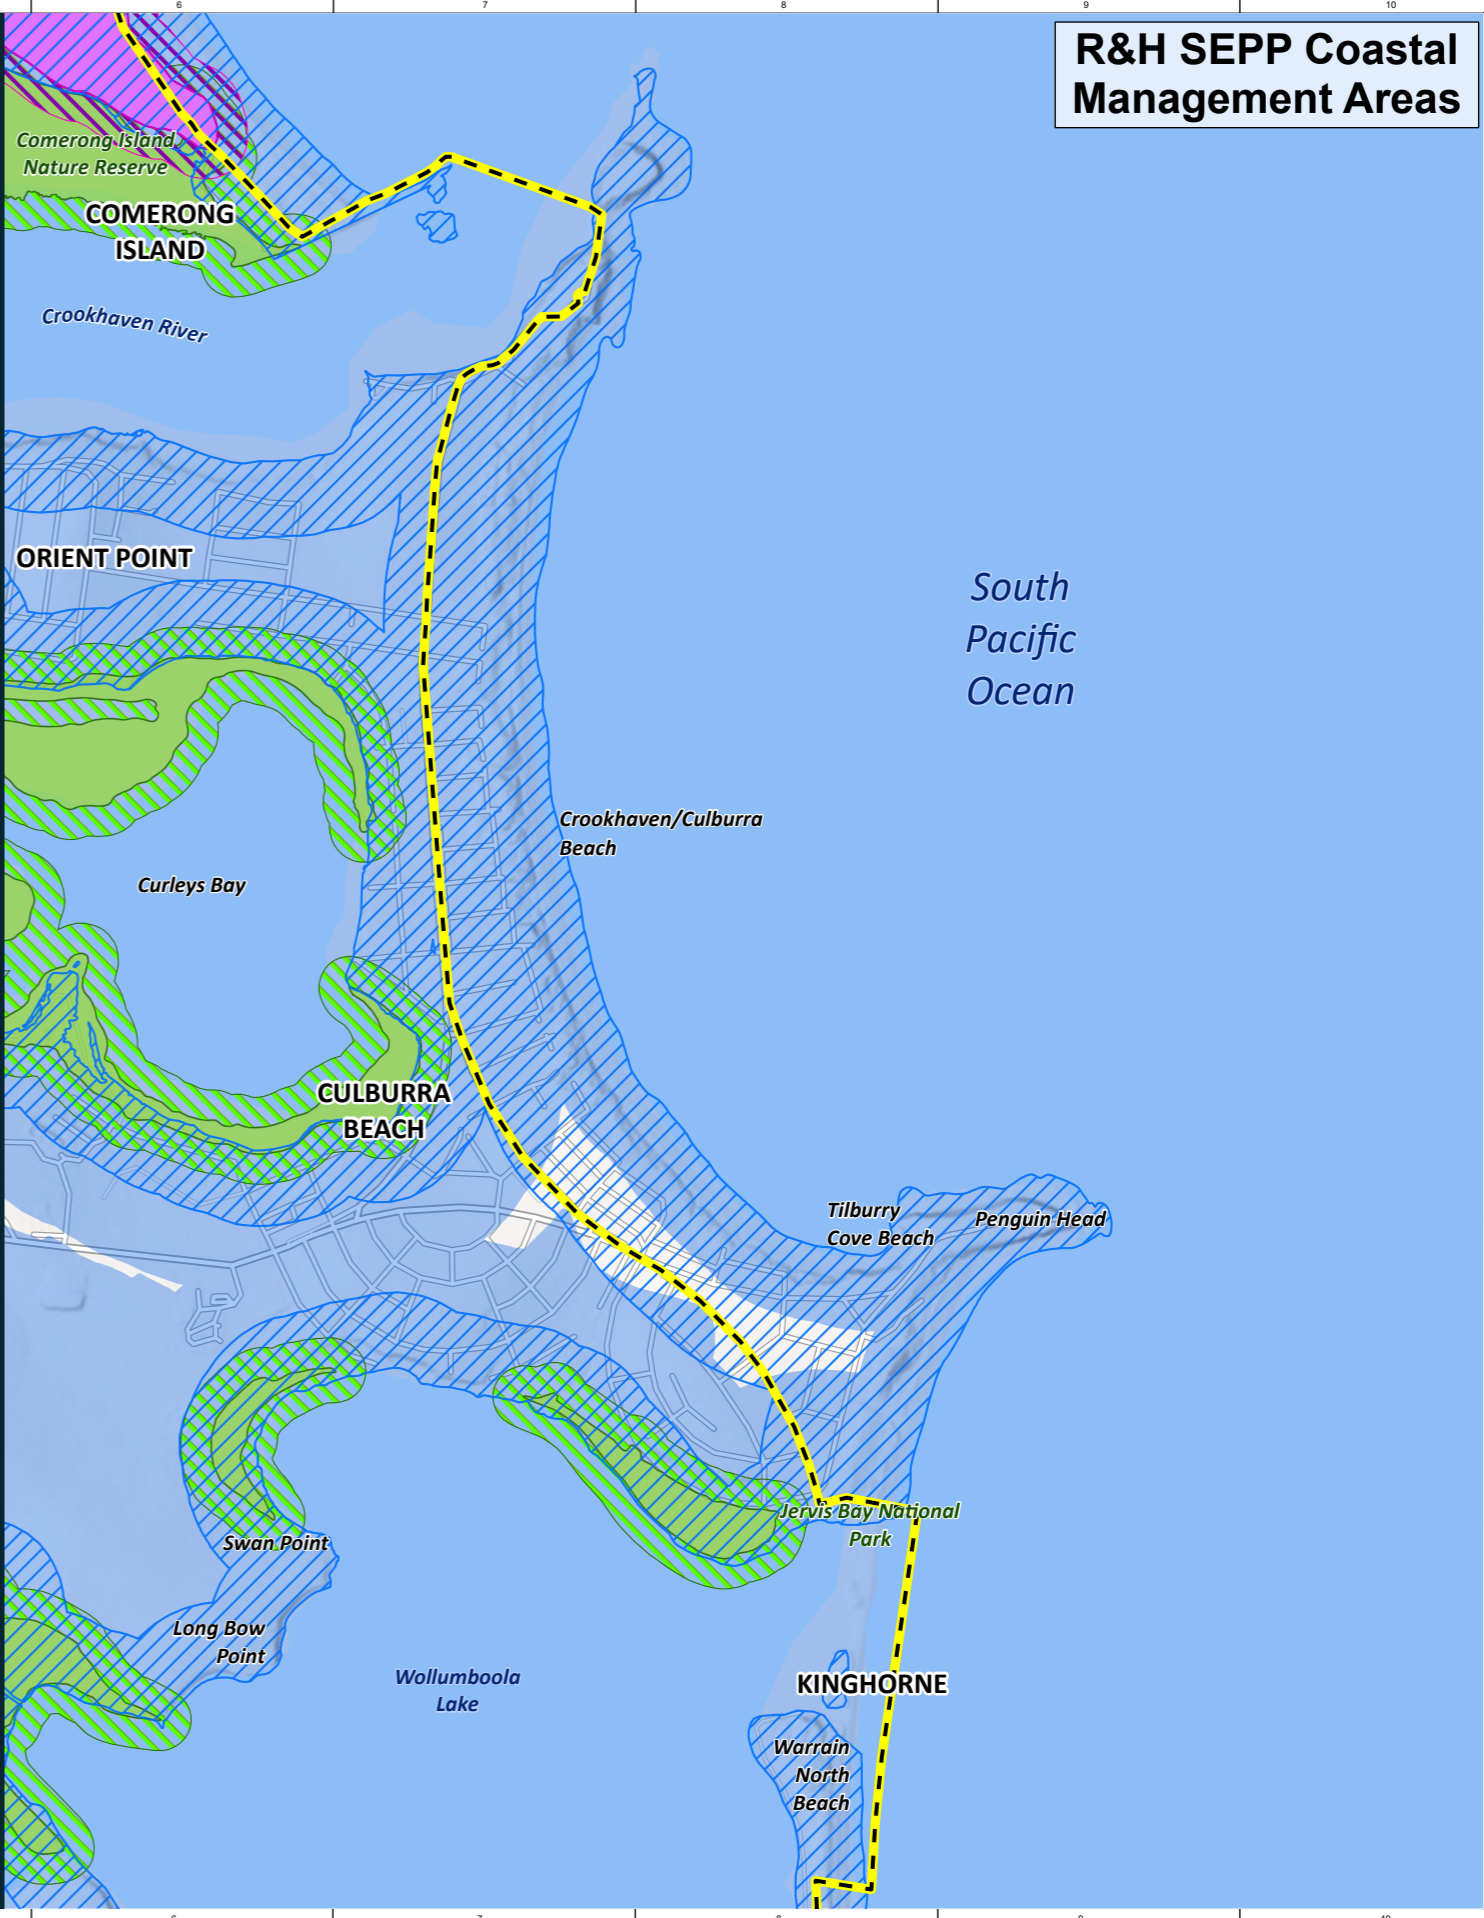 6 7 8 9 10
R&H SEPP Coastal
Management Areas
Comerong Island
Nature Reserve
COMERONG
ISLAND
Crookhaven River
ORIENT POINT
South
Pacific
Ocean
Crookhaven/Culburra
Beach
Curleys Bay
CULBURRA
BEACH
Tilburry
Cove Beach
Penguin Head
Jervis Bay National
Park
Swan Point
Long Bow
Point
Wollumboola
Lake
KINGHORNE
Warrain
North
Beach